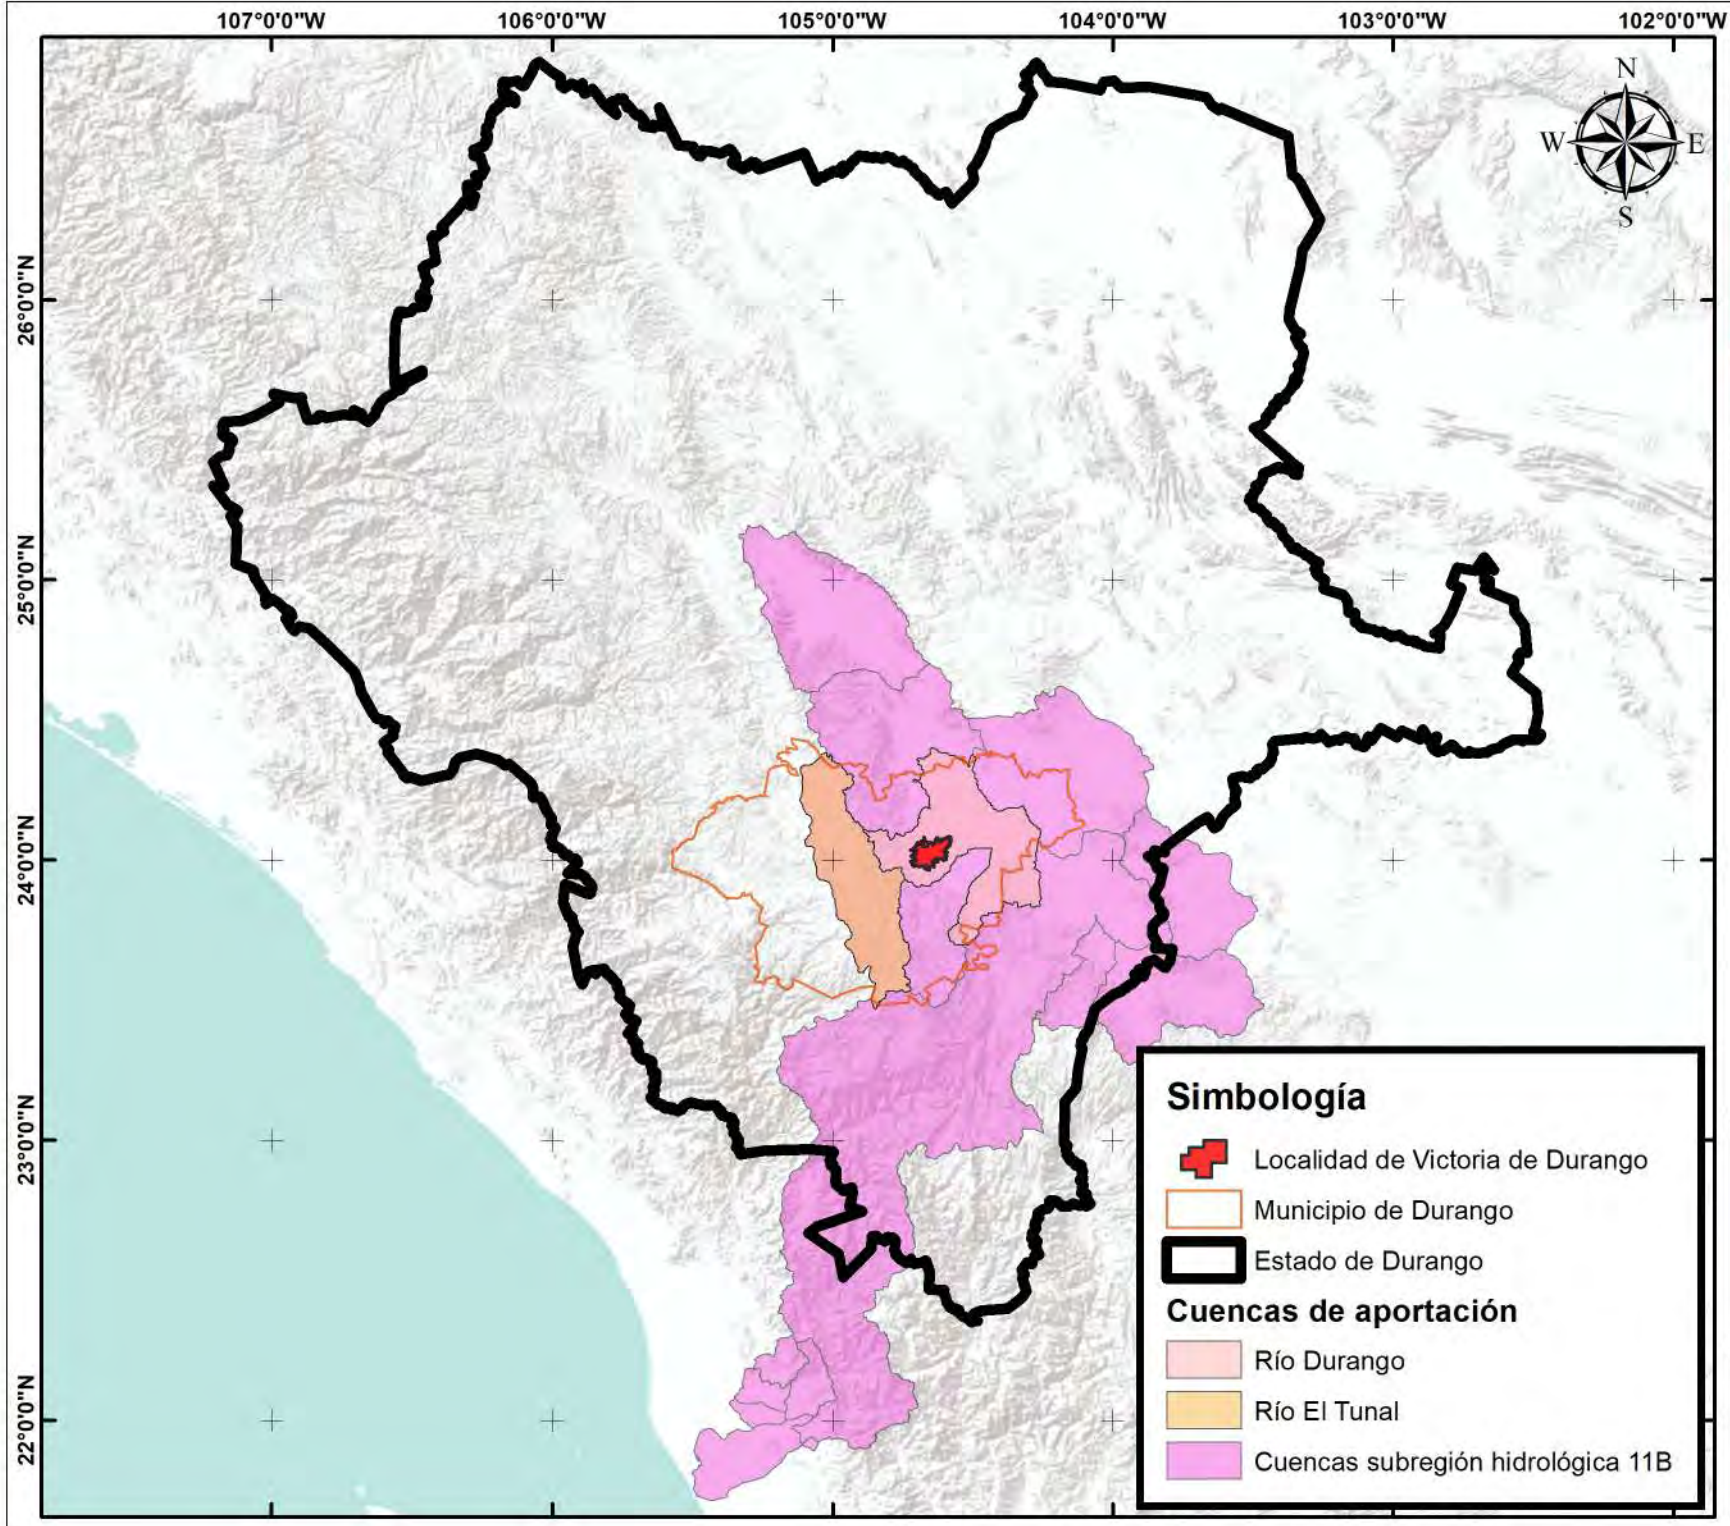 107°0'0"W
106°0'0"W
105°0'0"W
104°0'0"W
103°0'0"W
102°0'0"W
N
W
E
S
26°0'0"N
25°0'0"N
24°0'0"N
23°0'0"N
22°0'0"N
Simbología
Localidad de Victoria de Durango
Municipio de Durango
Estado de Durango
Cuencas de aportación
Río Durango
Río El Tunal
Cuencas subregión hidrológica 11B